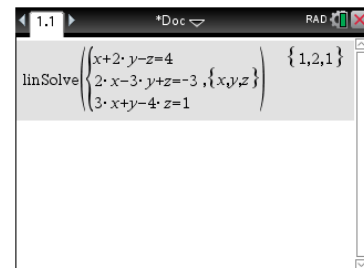 1.1 *Doc RAD
x+2·y−z=4
linSolve( 2·x−3·y+z=−3 ,{x,y,z} ) {1,2,1}
3·x+y−4·z=1